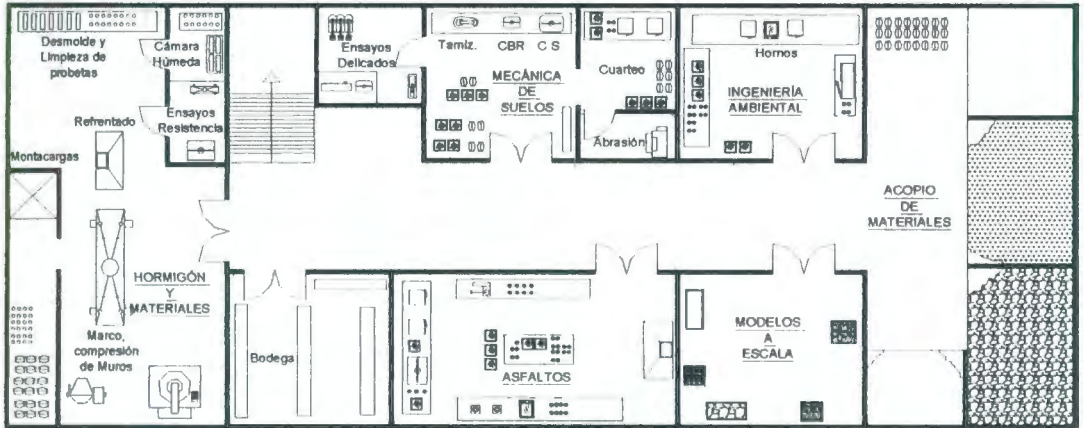 Desmolde y
Limpieza de
probetas
Cámara
Húmeda
Ensayos
Resistencia
Refrentado
Montacargas
HORMIGÓN
Y
MATERIALES
Marco,
compresión
de Muros
Ensayos
Delicados
Tamiz. CBR C S
MECÁNICA
DE
SUELOS
Cuarteo
Abrasión
Hornos
INGENIERÍA
AMBIENTAL
ACOPIO
DE
MATERIALES
Bodega
ASFALTOS
MODELOS
A
ESCALA